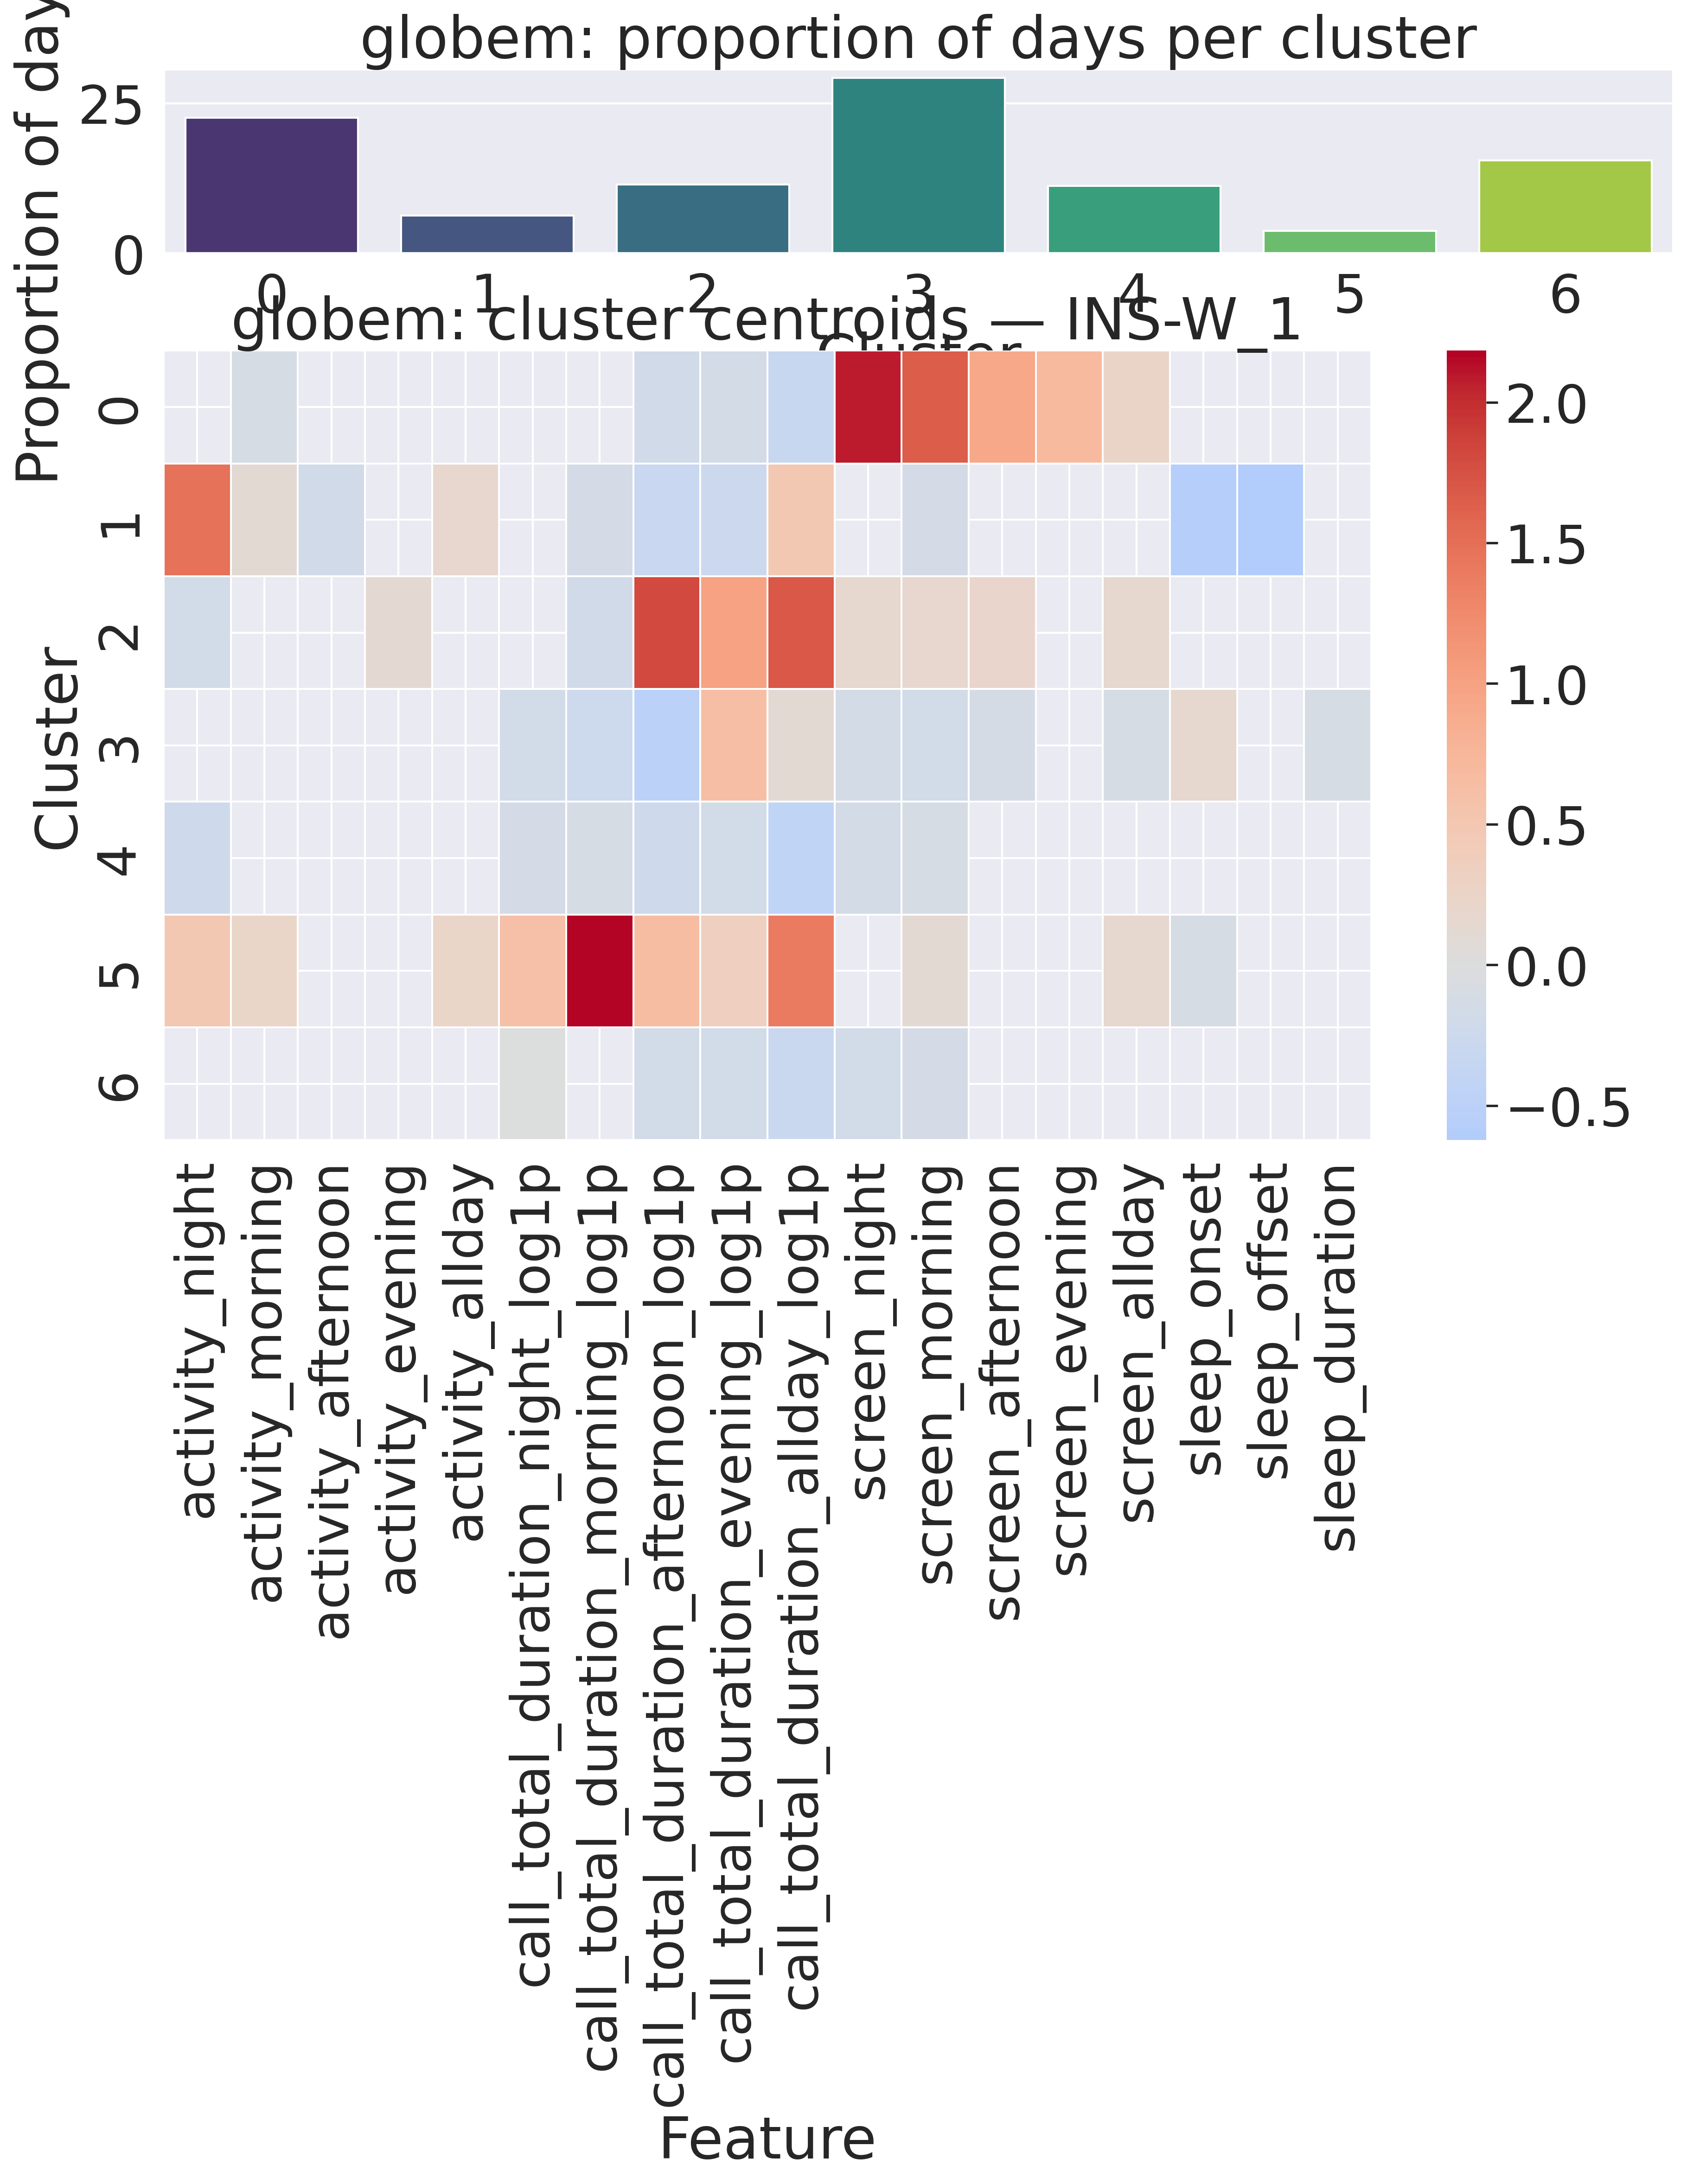 globem: proportion of days per cluster
Proportion of day
25
0
0 1 2 3 4 5 6
Cluster
globem: cluster centroids — INS-W_1
Cluster
0
1
2
3
4
5
6
2.0
1.5
1.0
0.5
0.0
−0.5
activity_night
activity_morning
activity_afternoon
activity_evening
activity_allday
call_total_duration_night_log1p
call_total_duration_morning_log1p
call_total_duration_afternoon_log1p
call_total_duration_evening_log1p
call_total_duration_allday_log1p
screen_night
screen_morning
screen_afternoon
screen_evening
screen_allday
sleep_onset
sleep_offset
sleep_duration
Feature